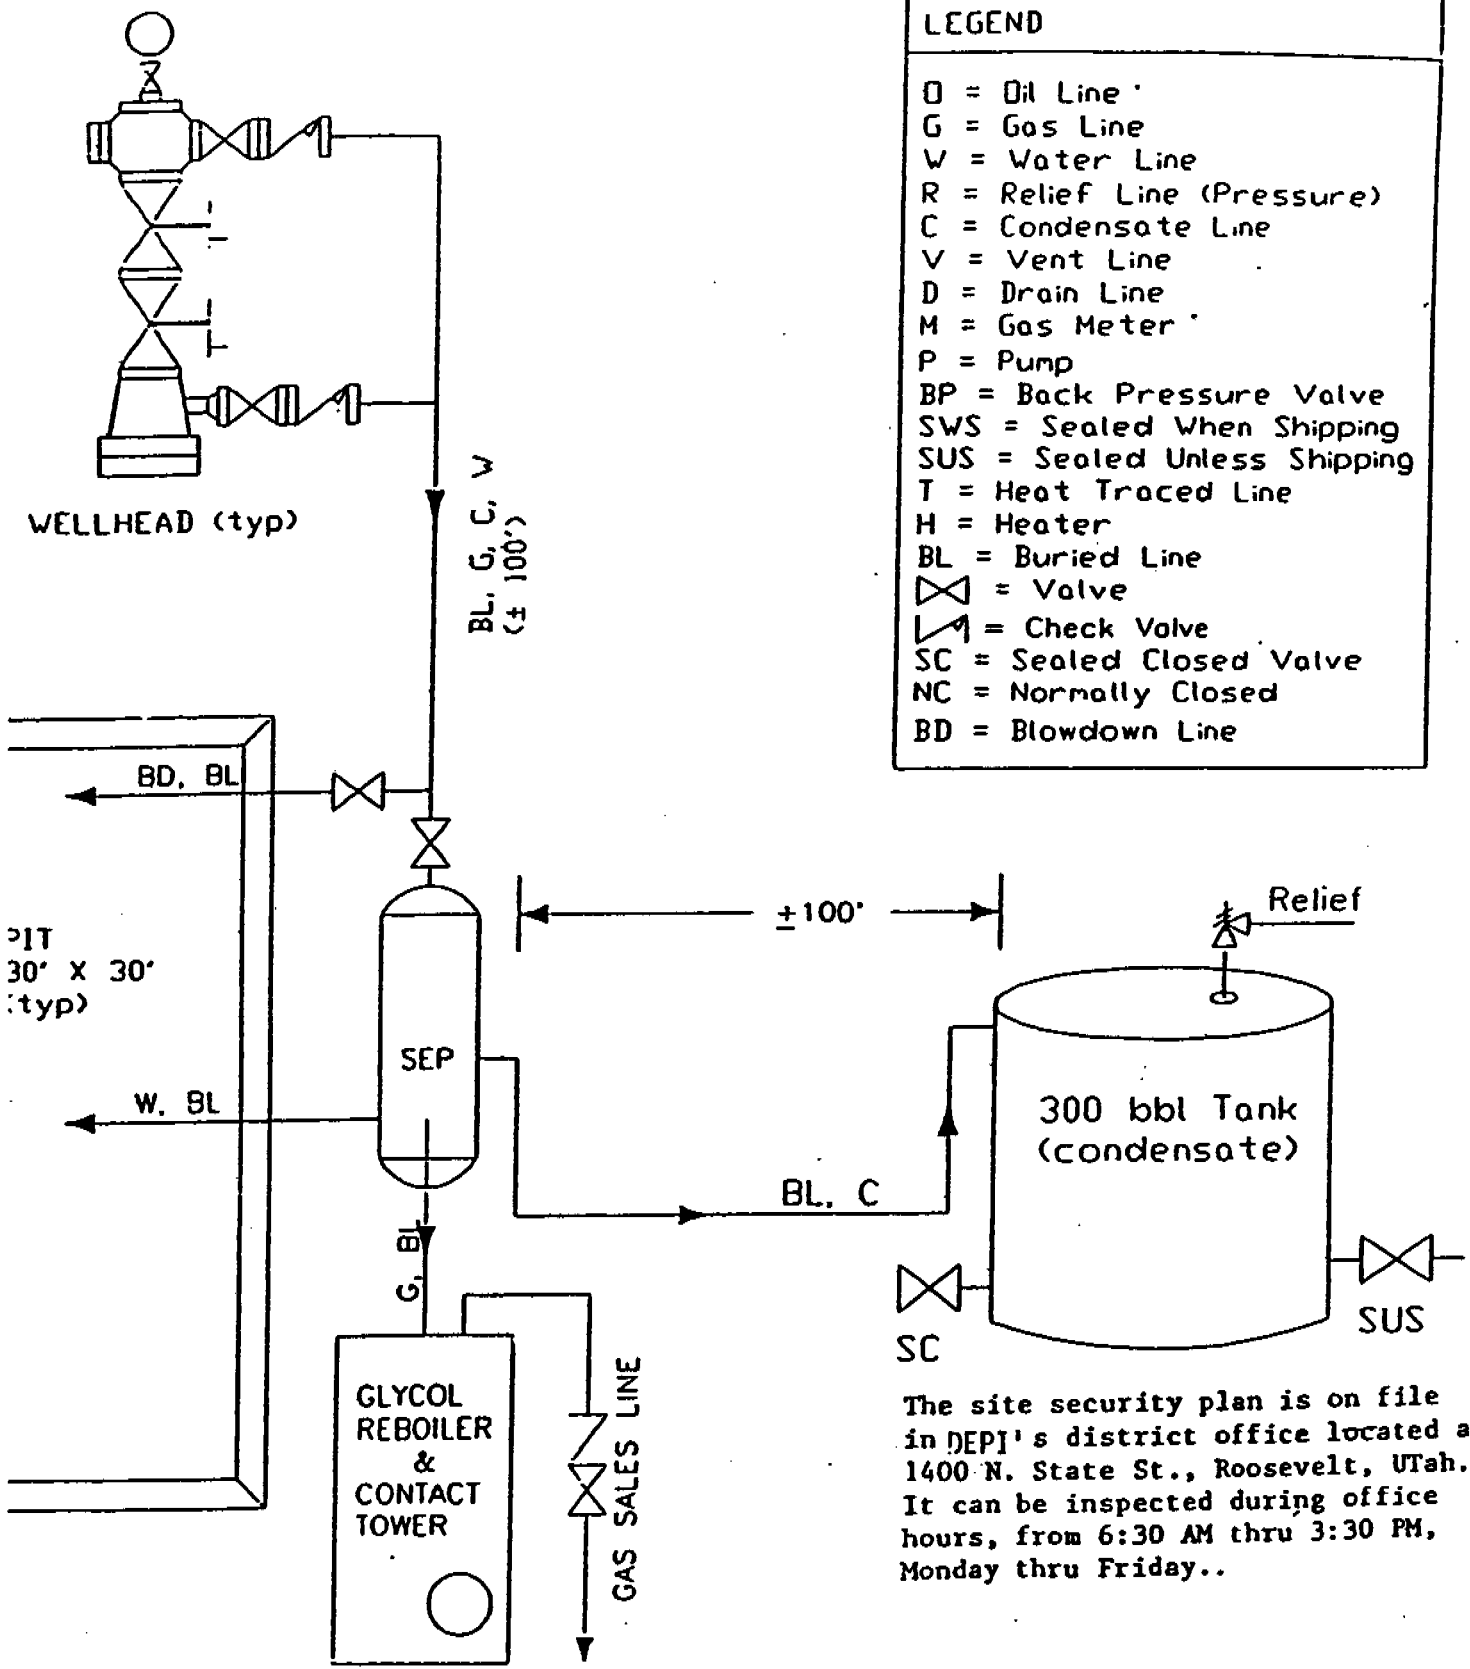 LEGEND
O = Oil Line
G = Gas Line
W = Water Line
R = Relief Line (Pressure)
C = Condensate Line
V = Vent Line
D = Drain Line
M = Gas Meter
P = Pump
BP = Back Pressure Valve
SWS = Sealed When Shipping
SUS = Sealed Unless Shipping
T = Heat Traced Line
H = Heater
BL = Buried Line
= Valve
= Check Valve
SC = Sealed Closed Valve
NC = Normally Closed
BD = Blowdown Line
WELLHEAD (typ)
BL, G, C, W
(± 100')
BD, BL
PIT
30' X 30'
(typ)
SEP
W, BL
±100'
Relief
300 bbl Tank
(condensate)
BL, C
G, BL
SC
SUS
GLYCOL
REBOILER
&
CONTACT
TOWER
GAS SALES LINE
The site security plan is on file
in DEPI's district office located a
1400 N. State St., Roosevelt, UTah.
It can be inspected during office
hours, from 6:30 AM thru 3:30 PM,
Monday thru Friday..